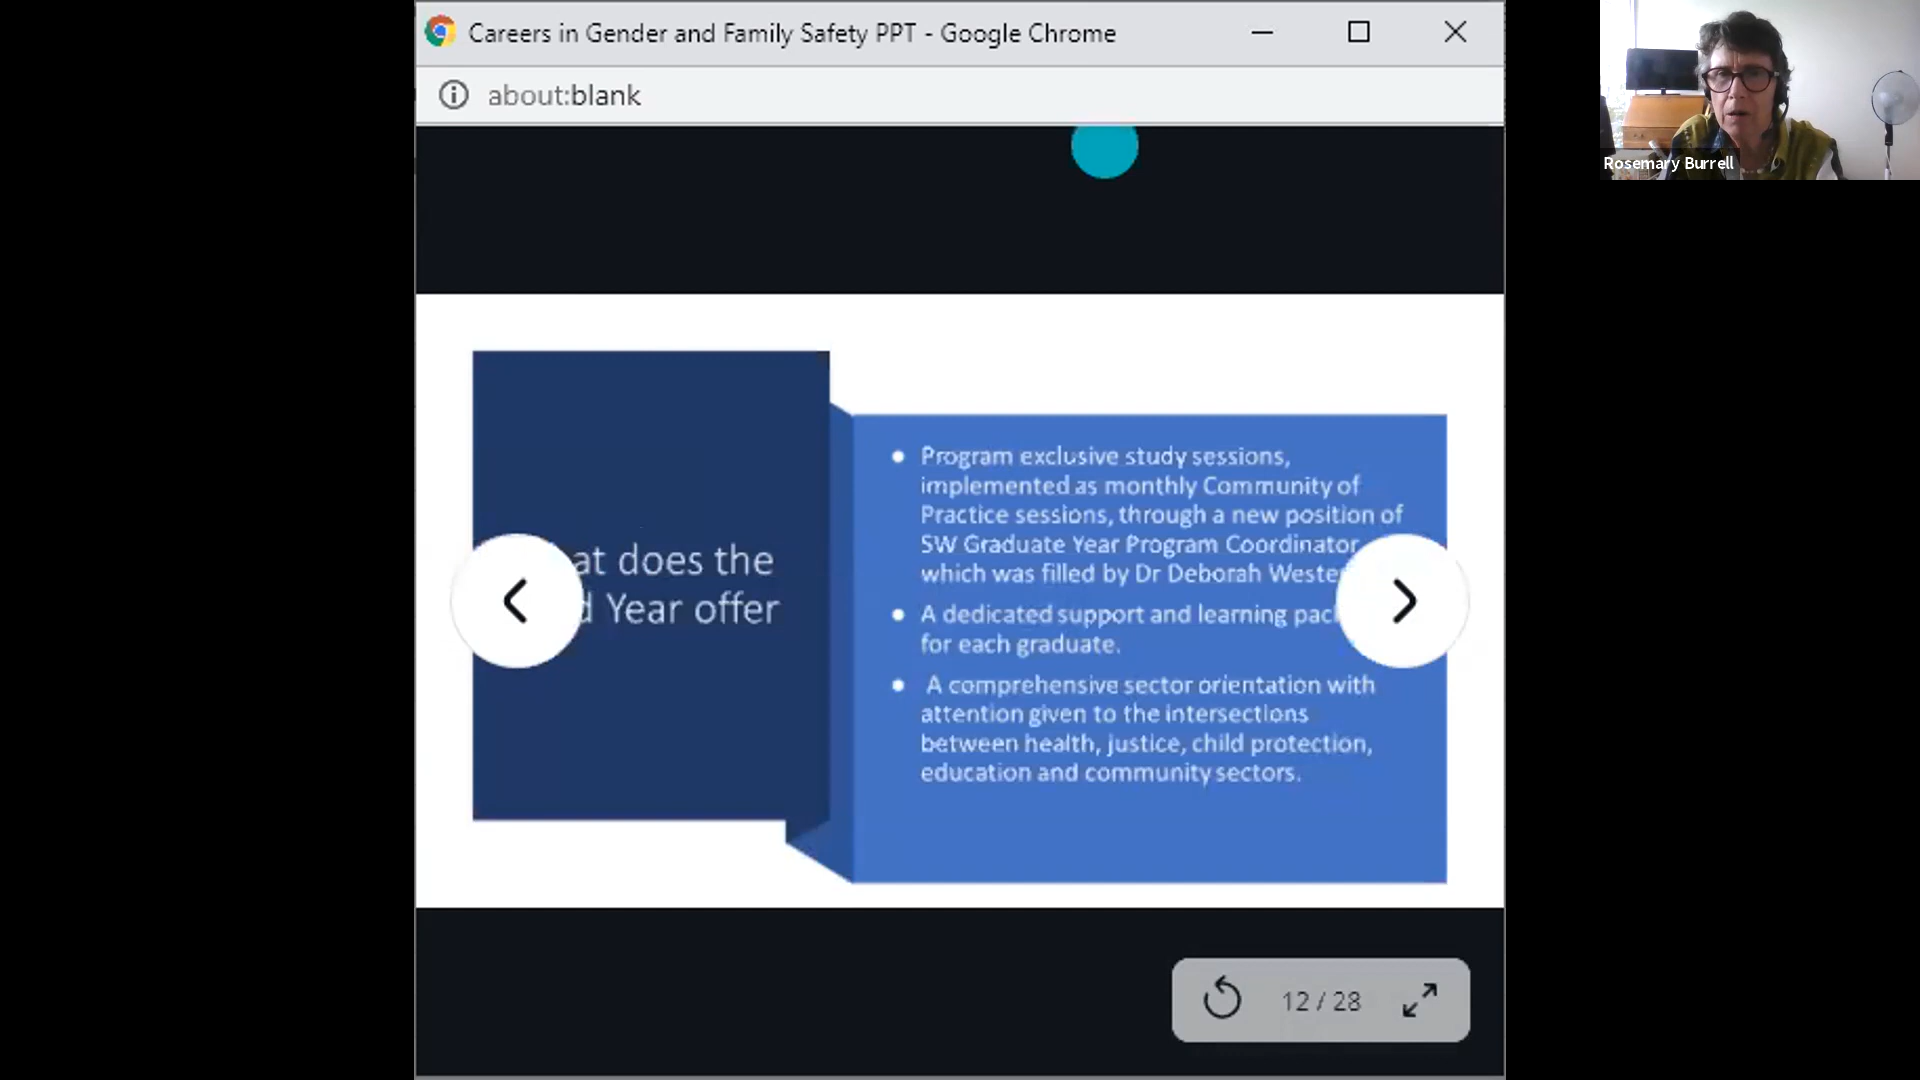 Careers in Gender and Family Safety PPT - Google Chrome
about:blank
Rosemary Burrell
at does the
Year offer
● Program exclusive study sessions,
implemented as monthly Community of
Practice sessions, through a new position of
SW Graduate Year Program Coordinator
which was filled by Dr Deborah
● A dedicated support and learning
for each graduate.
● A comprehensive sector orientation with
attention given to the intersections
between health, justice, child protection,
education and community sectors.
12 / 28